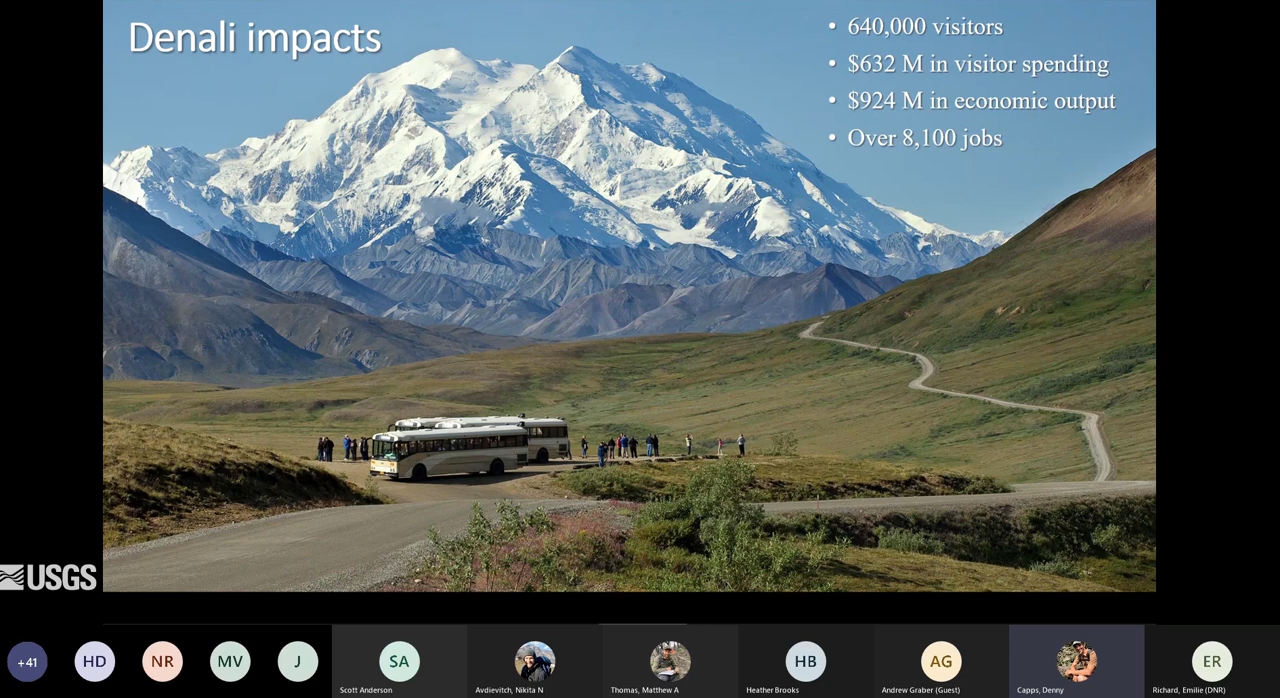 Denali impacts
• 640,000 visitors
• $632 M in visitor spending
• $924 M in economic output
• Over 8,100 jobs
USGS
+41
HD
NR
MV
J
SA
HB
AG
ER
Scott Anderson
Avdievitch, Nikita N
Thomas, Matthew A
Heather Brooks
Andrew Graber (Guest)
Capps, Denny
Richard, Emilie (DNR)